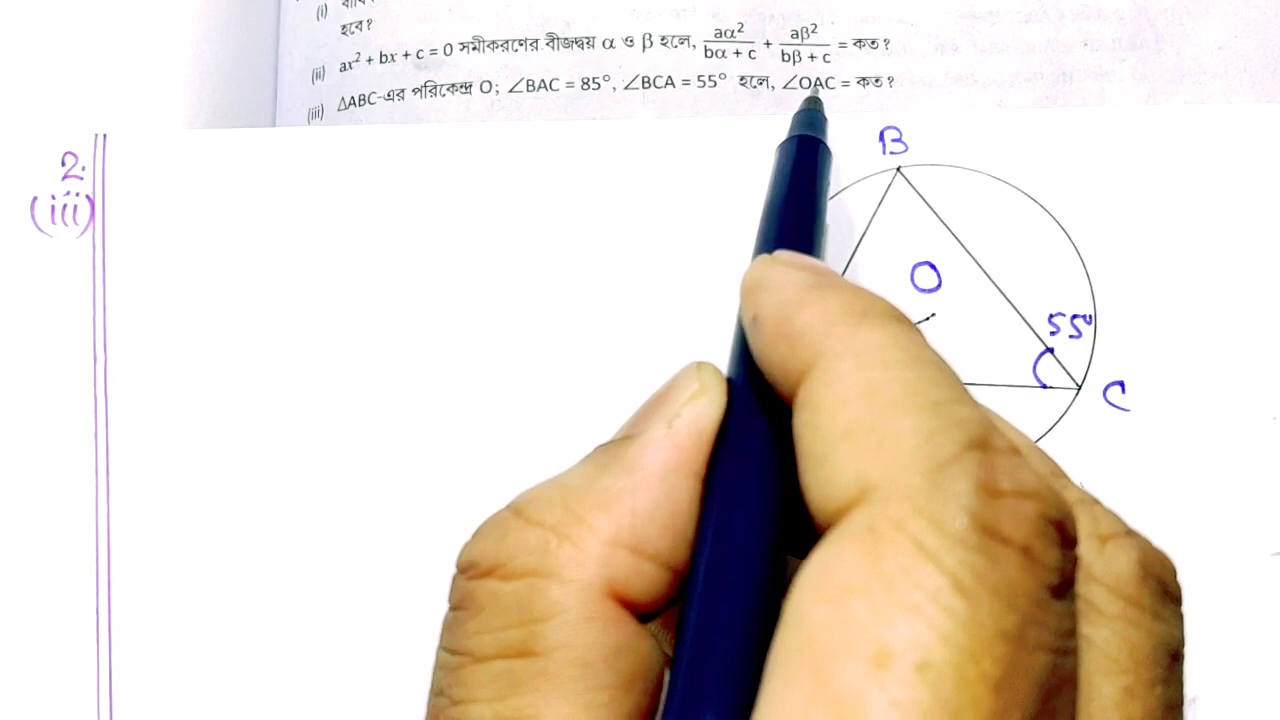 (i)
হবে?
(ii) ax² + bx + c = 0 সমীকরণের বীজদ্বয় α ও β হলে, aα²/(bα + c) + aβ²/(bβ + c) = কত?
(iii) ΔABC-এর পরিকেন্দ্র O; ∠BAC = 85°, ∠BCA = 55° হলে, ∠OAC = কত?
2.
(iii)
B
O
55°
C